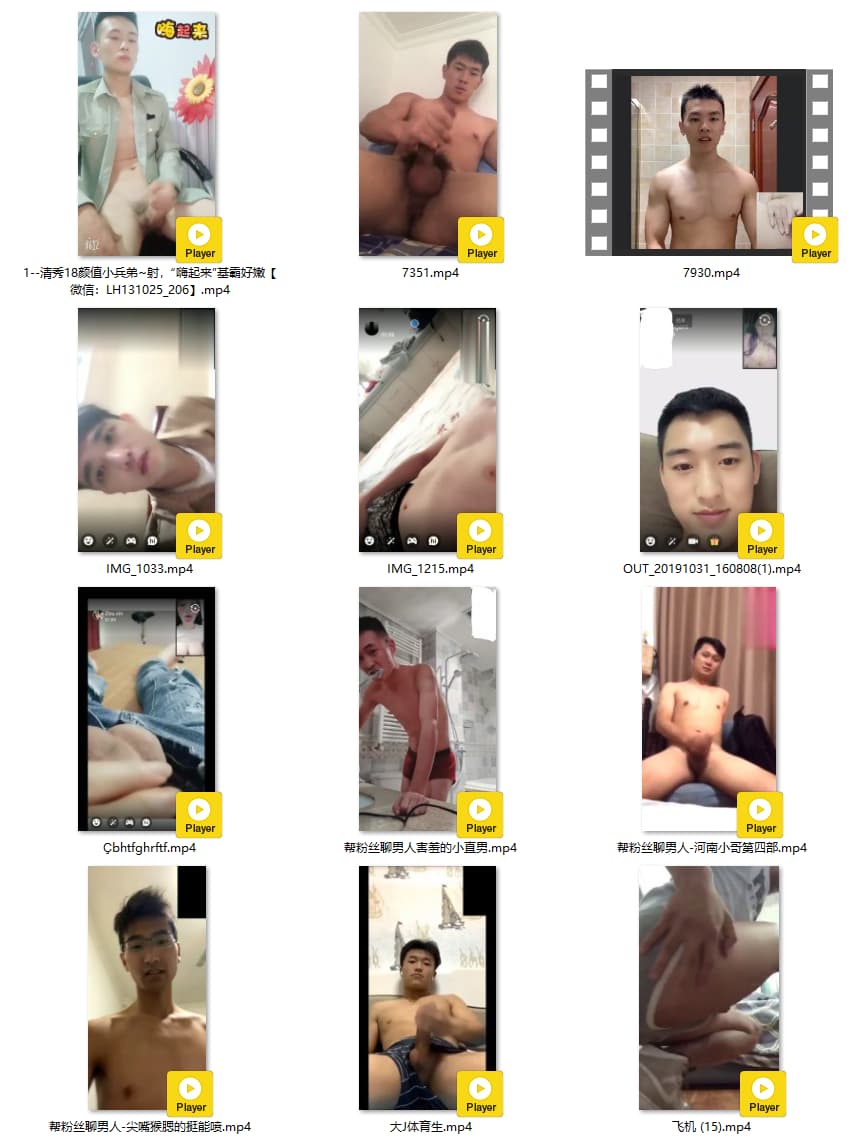 嗨起来
Player
Player
Player
1--清秀18颜值小兵弟~射，“嗨起来”基霸好嫩【
微信：LH131025_206】.mp4
7351.mp4
7930.mp4
Player
Player
Player
IMG_1033.mp4
IMG_1215.mp4
OUT_20191031_160808(1).mp4
Player
Player
Player
Çbhtfghrftf.mp4
帮粉丝聊男人害羞的小直男.mp4
帮粉丝聊男人-河南小哥第四部.mp4
Player
Player
Player
帮粉丝聊男人-尖嘴猴腮的挺能喷.mp4
大J体育生.mp4
飞机 (15).mp4